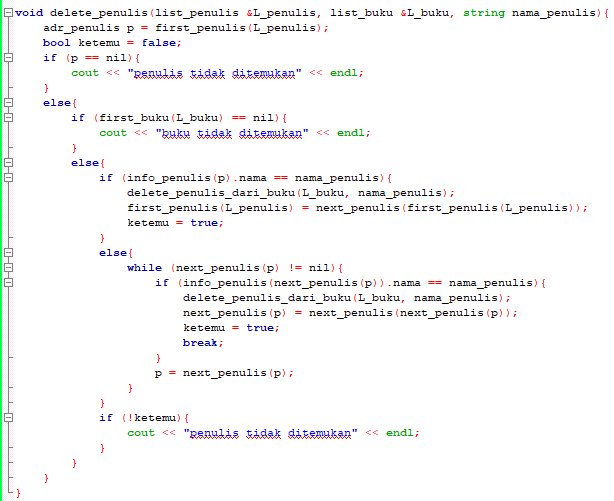 void delete_penulis(list_penulis &L_penulis, list_buku &L_buku, string nama_penulis){
    adr_penulis p = first_penulis(L_penulis);
    bool ketemu = false;
    if (p == nil){
        cout << "penulis tidak ditemukan" << endl;
    }
    else{
        if (first_buku(L_buku) == nil){
            cout << "buku tidak ditemukan" << endl;
        }
        else{
            if (info_penulis(p).nama == nama_penulis){
                delete_penulis_dari_buku(L_buku, nama_penulis);
                first_penulis(L_penulis) = next_penulis(first_penulis(L_penulis));
                ketemu = true;
            }
            else{
                while (next_penulis(p) != nil){
                    if (info_penulis(next_penulis(p)).nama == nama_penulis){
                        delete_penulis_dari_buku(L_buku, nama_penulis);
                        next_penulis(p) = next_penulis(next_penulis(p));
                        ketemu = true;
                        break;
                    }
                    p = next_penulis(p);
                }
            }
            if (!ketemu){
                cout << "penulis tidak ditemukan" << endl;
            }
        }
    }
}